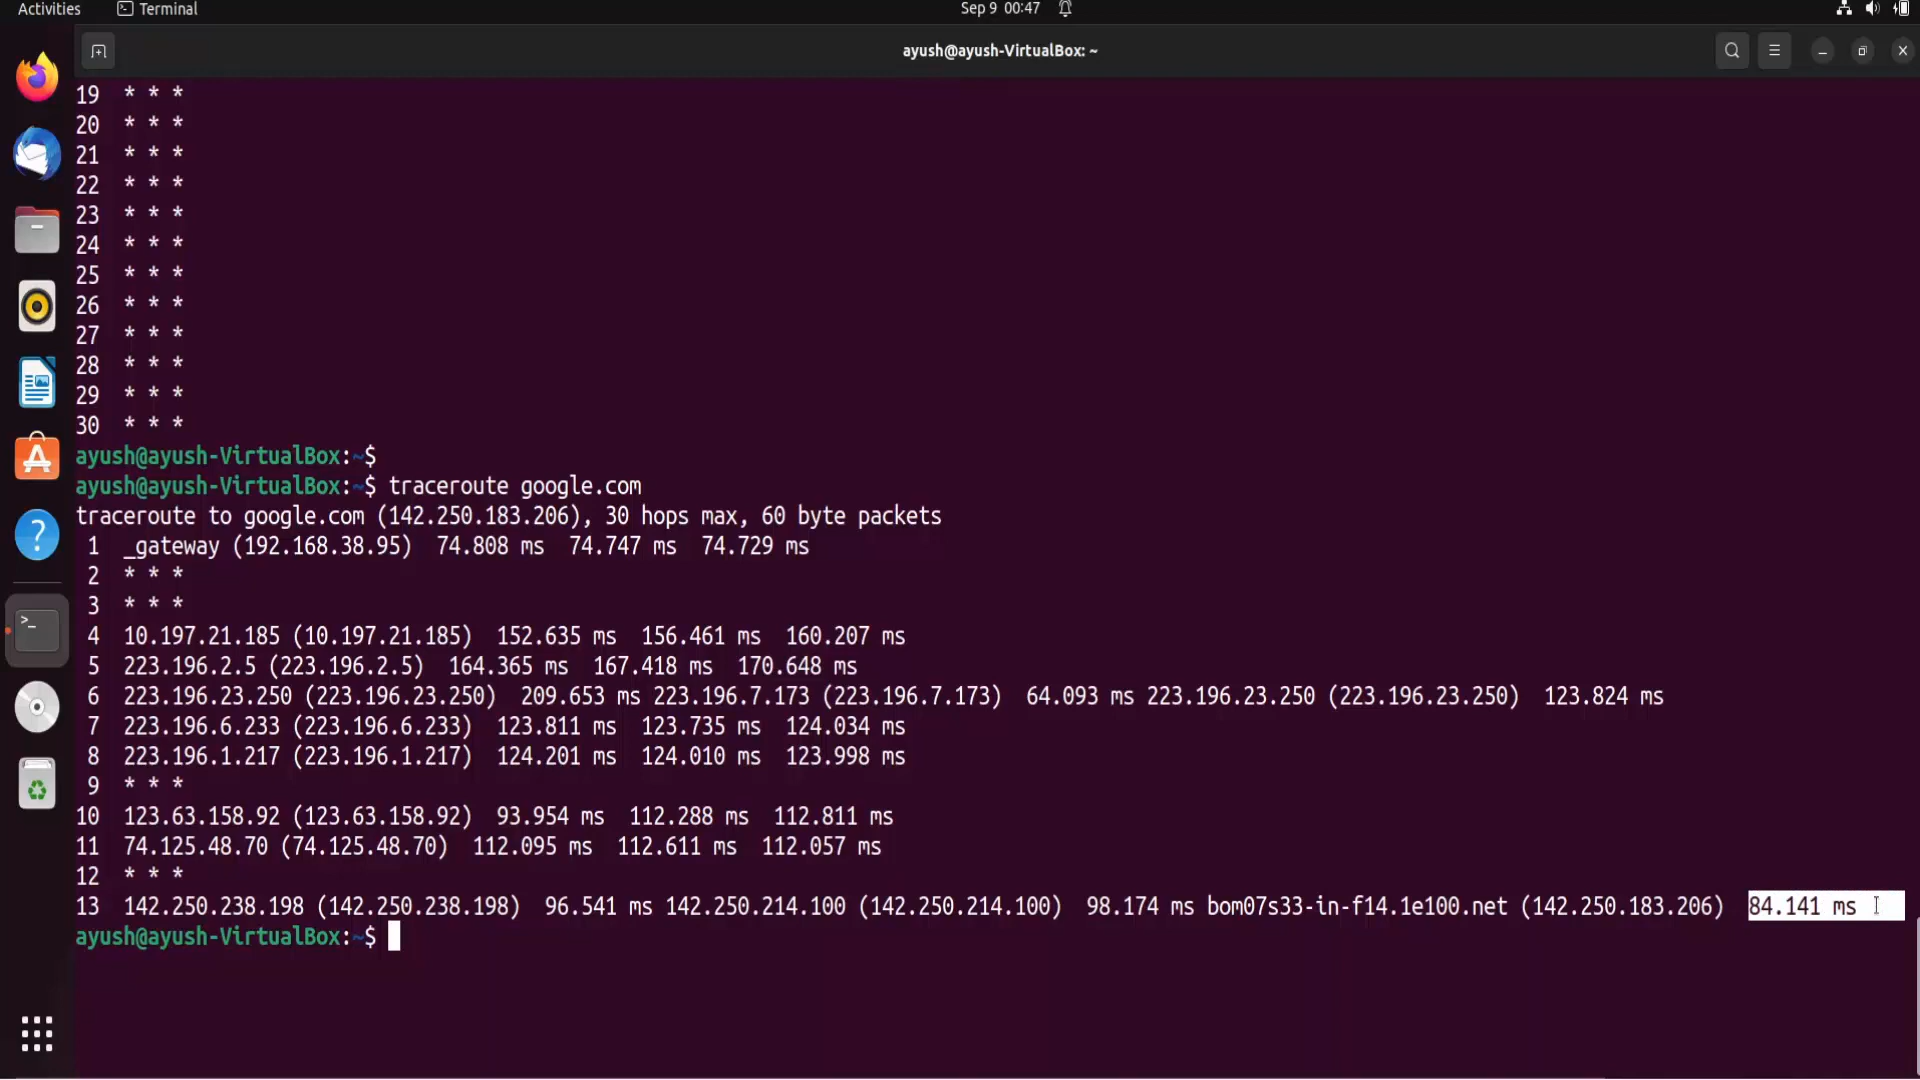 Activities Terminal Sep 9 00:47
ayush@ayush-VirtualBox: ~
19 * * *
20 * * *
21 * * *
22 * * *
23 * * *
24 * * *
25 * * *
26 * * *
27 * * *
28 * * *
29 * * *
30 * * *
ayush@ayush-VirtualBox:~$
ayush@ayush-VirtualBox:~$ traceroute google.com
traceroute to google.com (142.250.183.206), 30 hops max, 60 byte packets
1 _gateway (192.168.38.95) 74.808 ms 74.747 ms 74.729 ms
2 * * *
3 * * *
4 10.197.21.185 (10.197.21.185) 152.635 ms 156.461 ms 160.207 ms
5 223.196.2.5 (223.196.2.5) 164.365 ms 167.418 ms 170.648 ms
6 223.196.23.250 (223.196.23.250) 209.653 ms 223.196.7.173 (223.196.7.173) 64.093 ms 223.196.23.250 (223.196.23.250) 123.824 ms
7 223.196.6.233 (223.196.6.233) 123.811 ms 123.735 ms 124.034 ms
8 223.196.1.217 (223.196.1.217) 124.201 ms 124.010 ms 123.998 ms
9 * * *
10 123.63.158.92 (123.63.158.92) 93.954 ms 112.288 ms 112.811 ms
11 74.125.48.70 (74.125.48.70) 112.095 ms 112.611 ms 112.057 ms
12 * * *
13 142.250.238.198 (142.250.238.198) 96.541 ms 142.250.214.100 (142.250.214.100) 98.174 ms bom07s33-in-f14.1e100.net (142.250.183.206) 84.141 ms
ayush@ayush-VirtualBox:~$